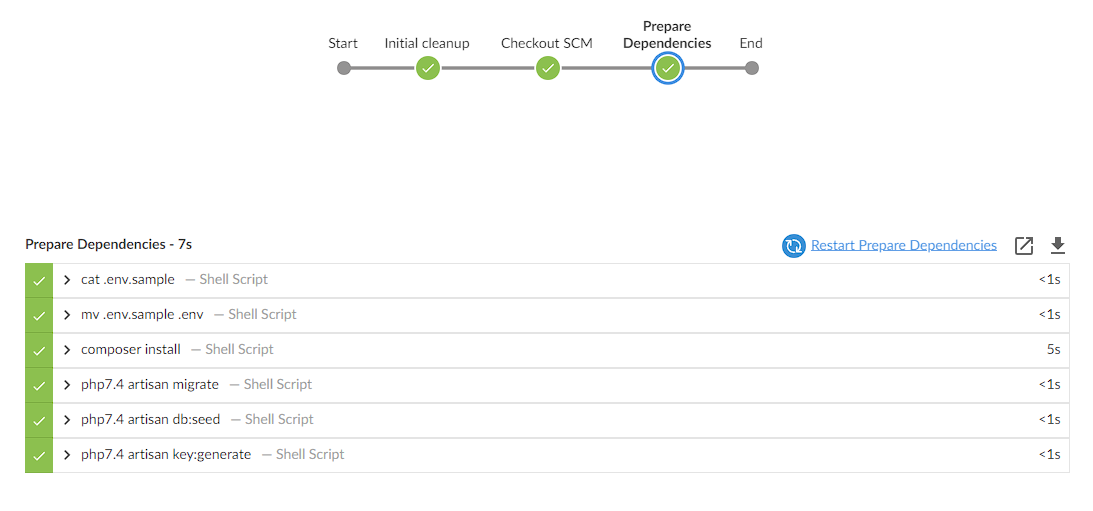 Start
Initial cleanup
Checkout SCM
Prepare
Dependencies
End
Prepare Dependencies - 7s
Restart Prepare Dependencies
cat .env.sample — Shell Script <1s
mv .env.sample .env — Shell Script <1s
composer install — Shell Script 5s
php7.4 artisan migrate — Shell Script <1s
php7.4 artisan db:seed — Shell Script <1s
php7.4 artisan key:generate — Shell Script <1s